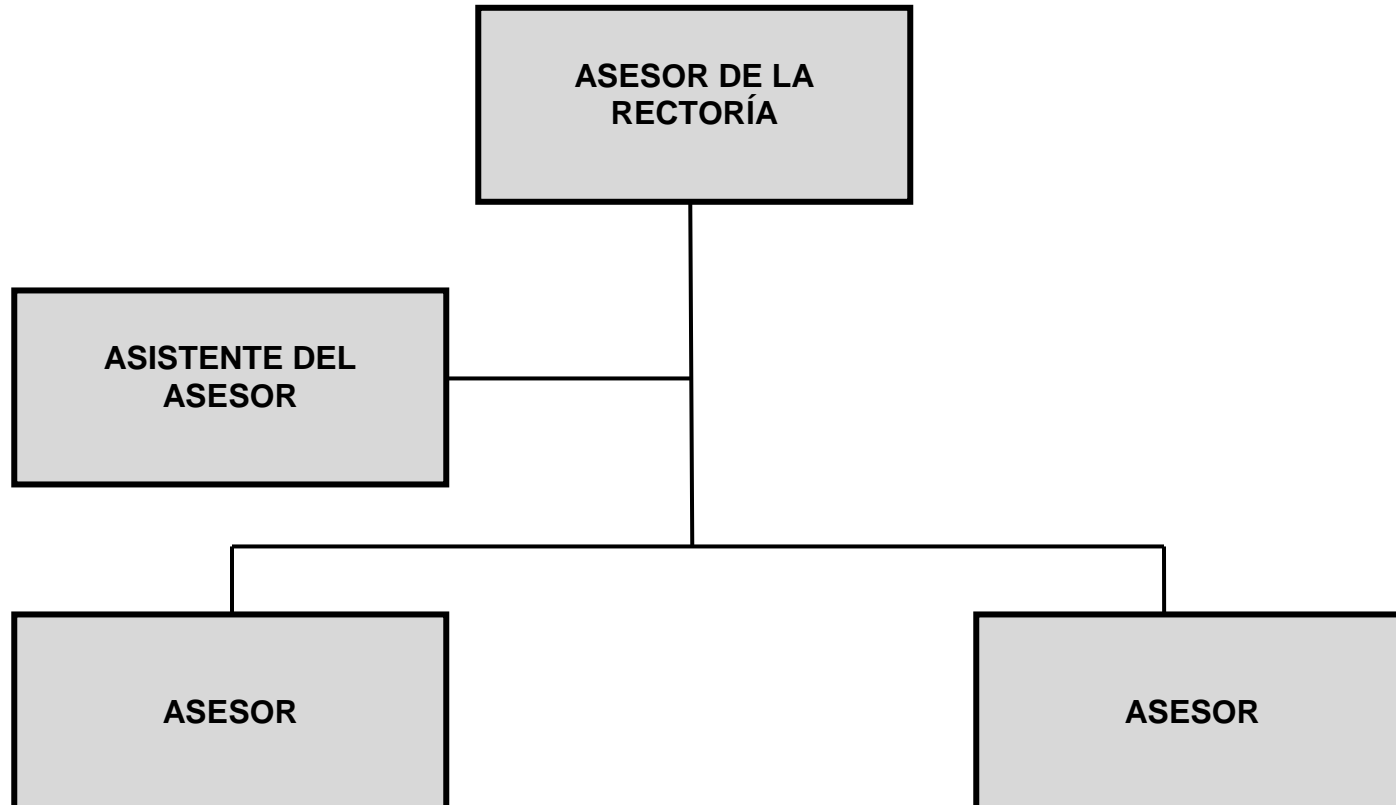 ASESOR DE LA
RECTORÍA
ASISTENTE DEL
ASESOR
ASESOR
ASESOR